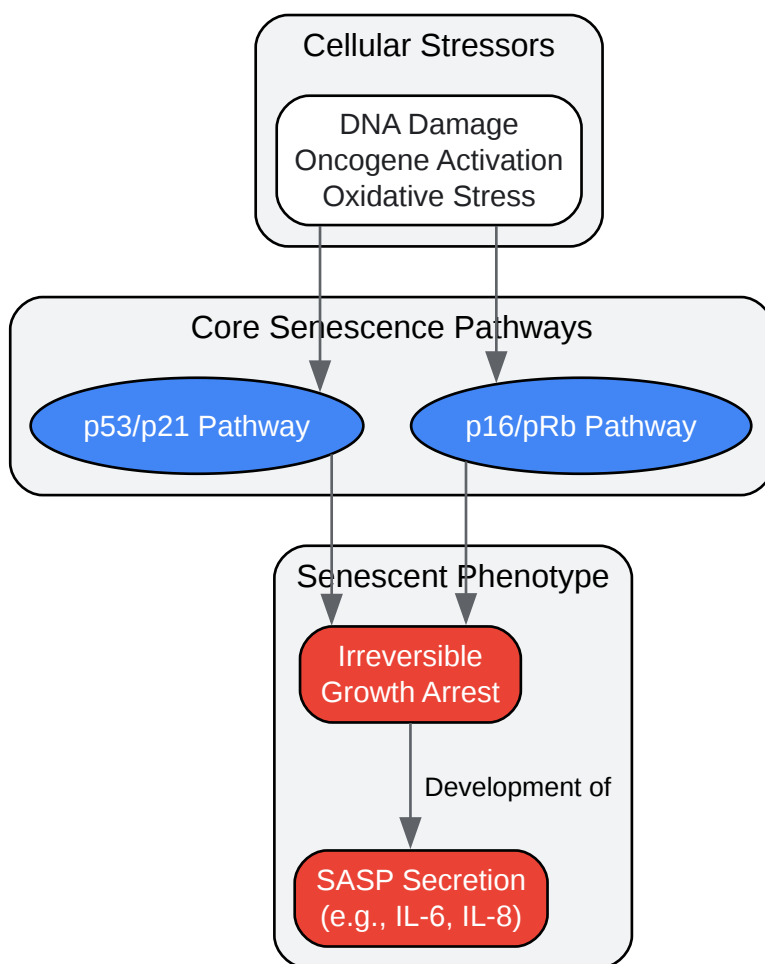 Cellular Stressors
DNA Damage
Oncogene Activation
Oxidative Stress
Core Senescence Pathways
p53/p21 Pathway
p16/pRb Pathway
Senescent Phenotype
Irreversible
Growth Arrest
Development of
SASP Secretion
(e.g., IL-6, IL-8)